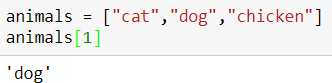 animals = ["cat","dog","chicken"]
animals[1]
'dog'